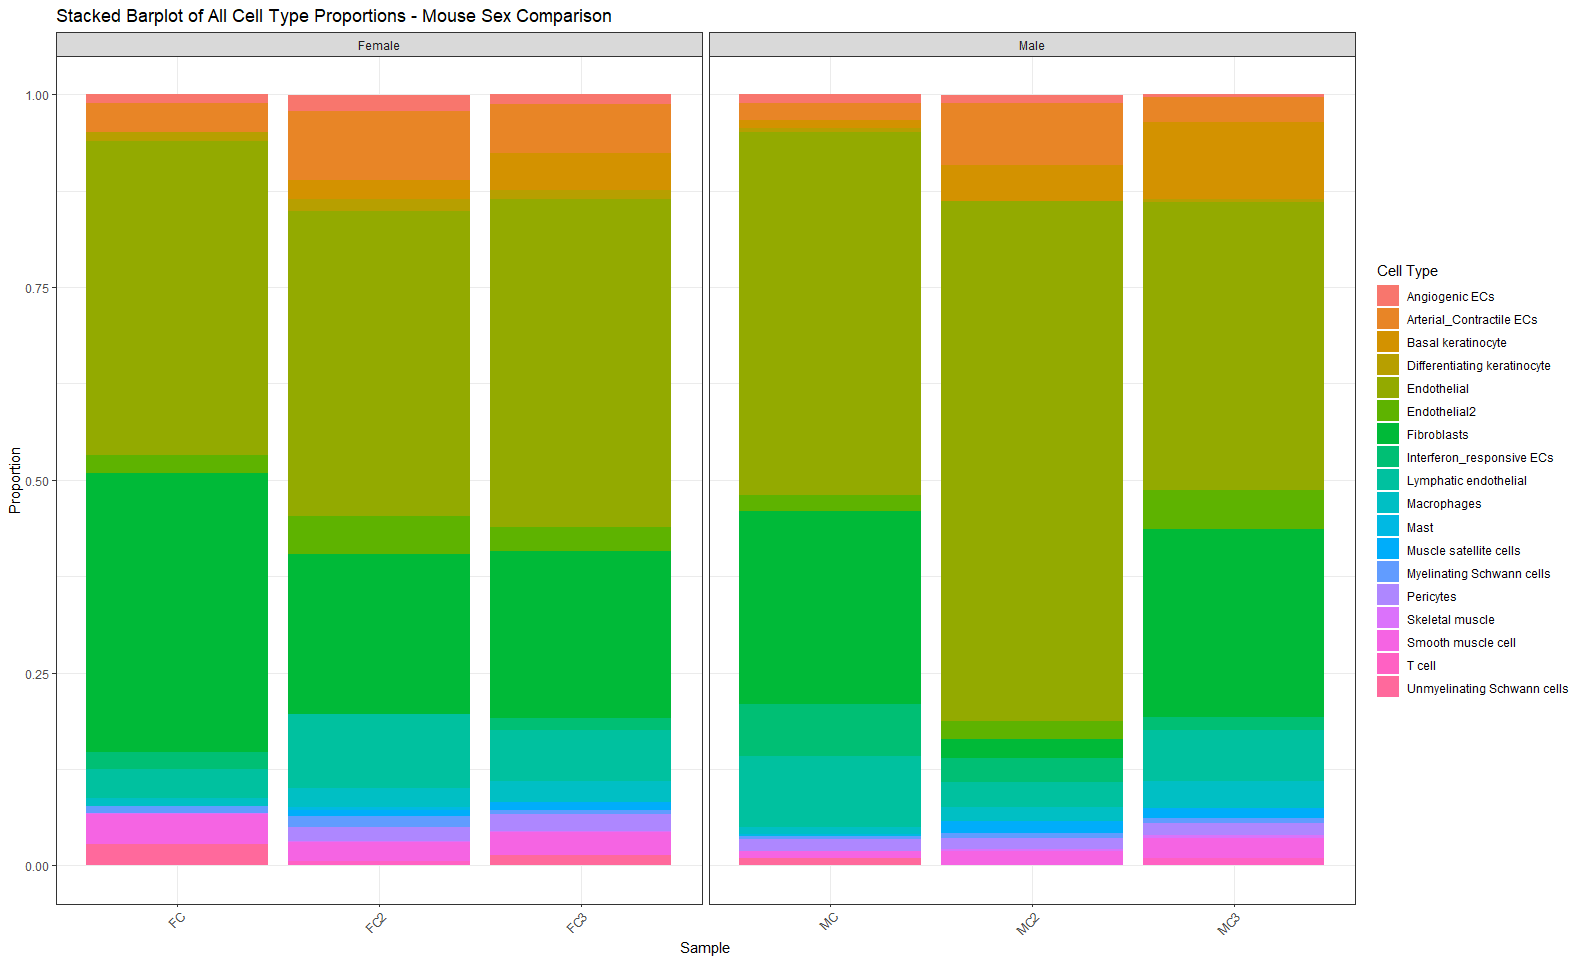 Stacked Barplot of All Cell Type Proportions - Mouse Sex Comparison
Female
Male
1.00
0.75
0.50
0.25
0.00
Proportion
FC
FC2
FC3
MC
MC2
MC3
Sample
Cell Type
Angiogenic ECs
Arterial_Contractile ECs
Basal keratinocyte
Differentiating keratinocyte
Endothelial
Endothelial2
Fibroblasts
Interferon_responsive ECs
Lymphatic endothelial
Macrophages
Mast
Muscle satellite cells
Myelinating Schwann cells
Pericytes
Skeletal muscle
Smooth muscle cell
T cell
Unmyelinating Schwann cells